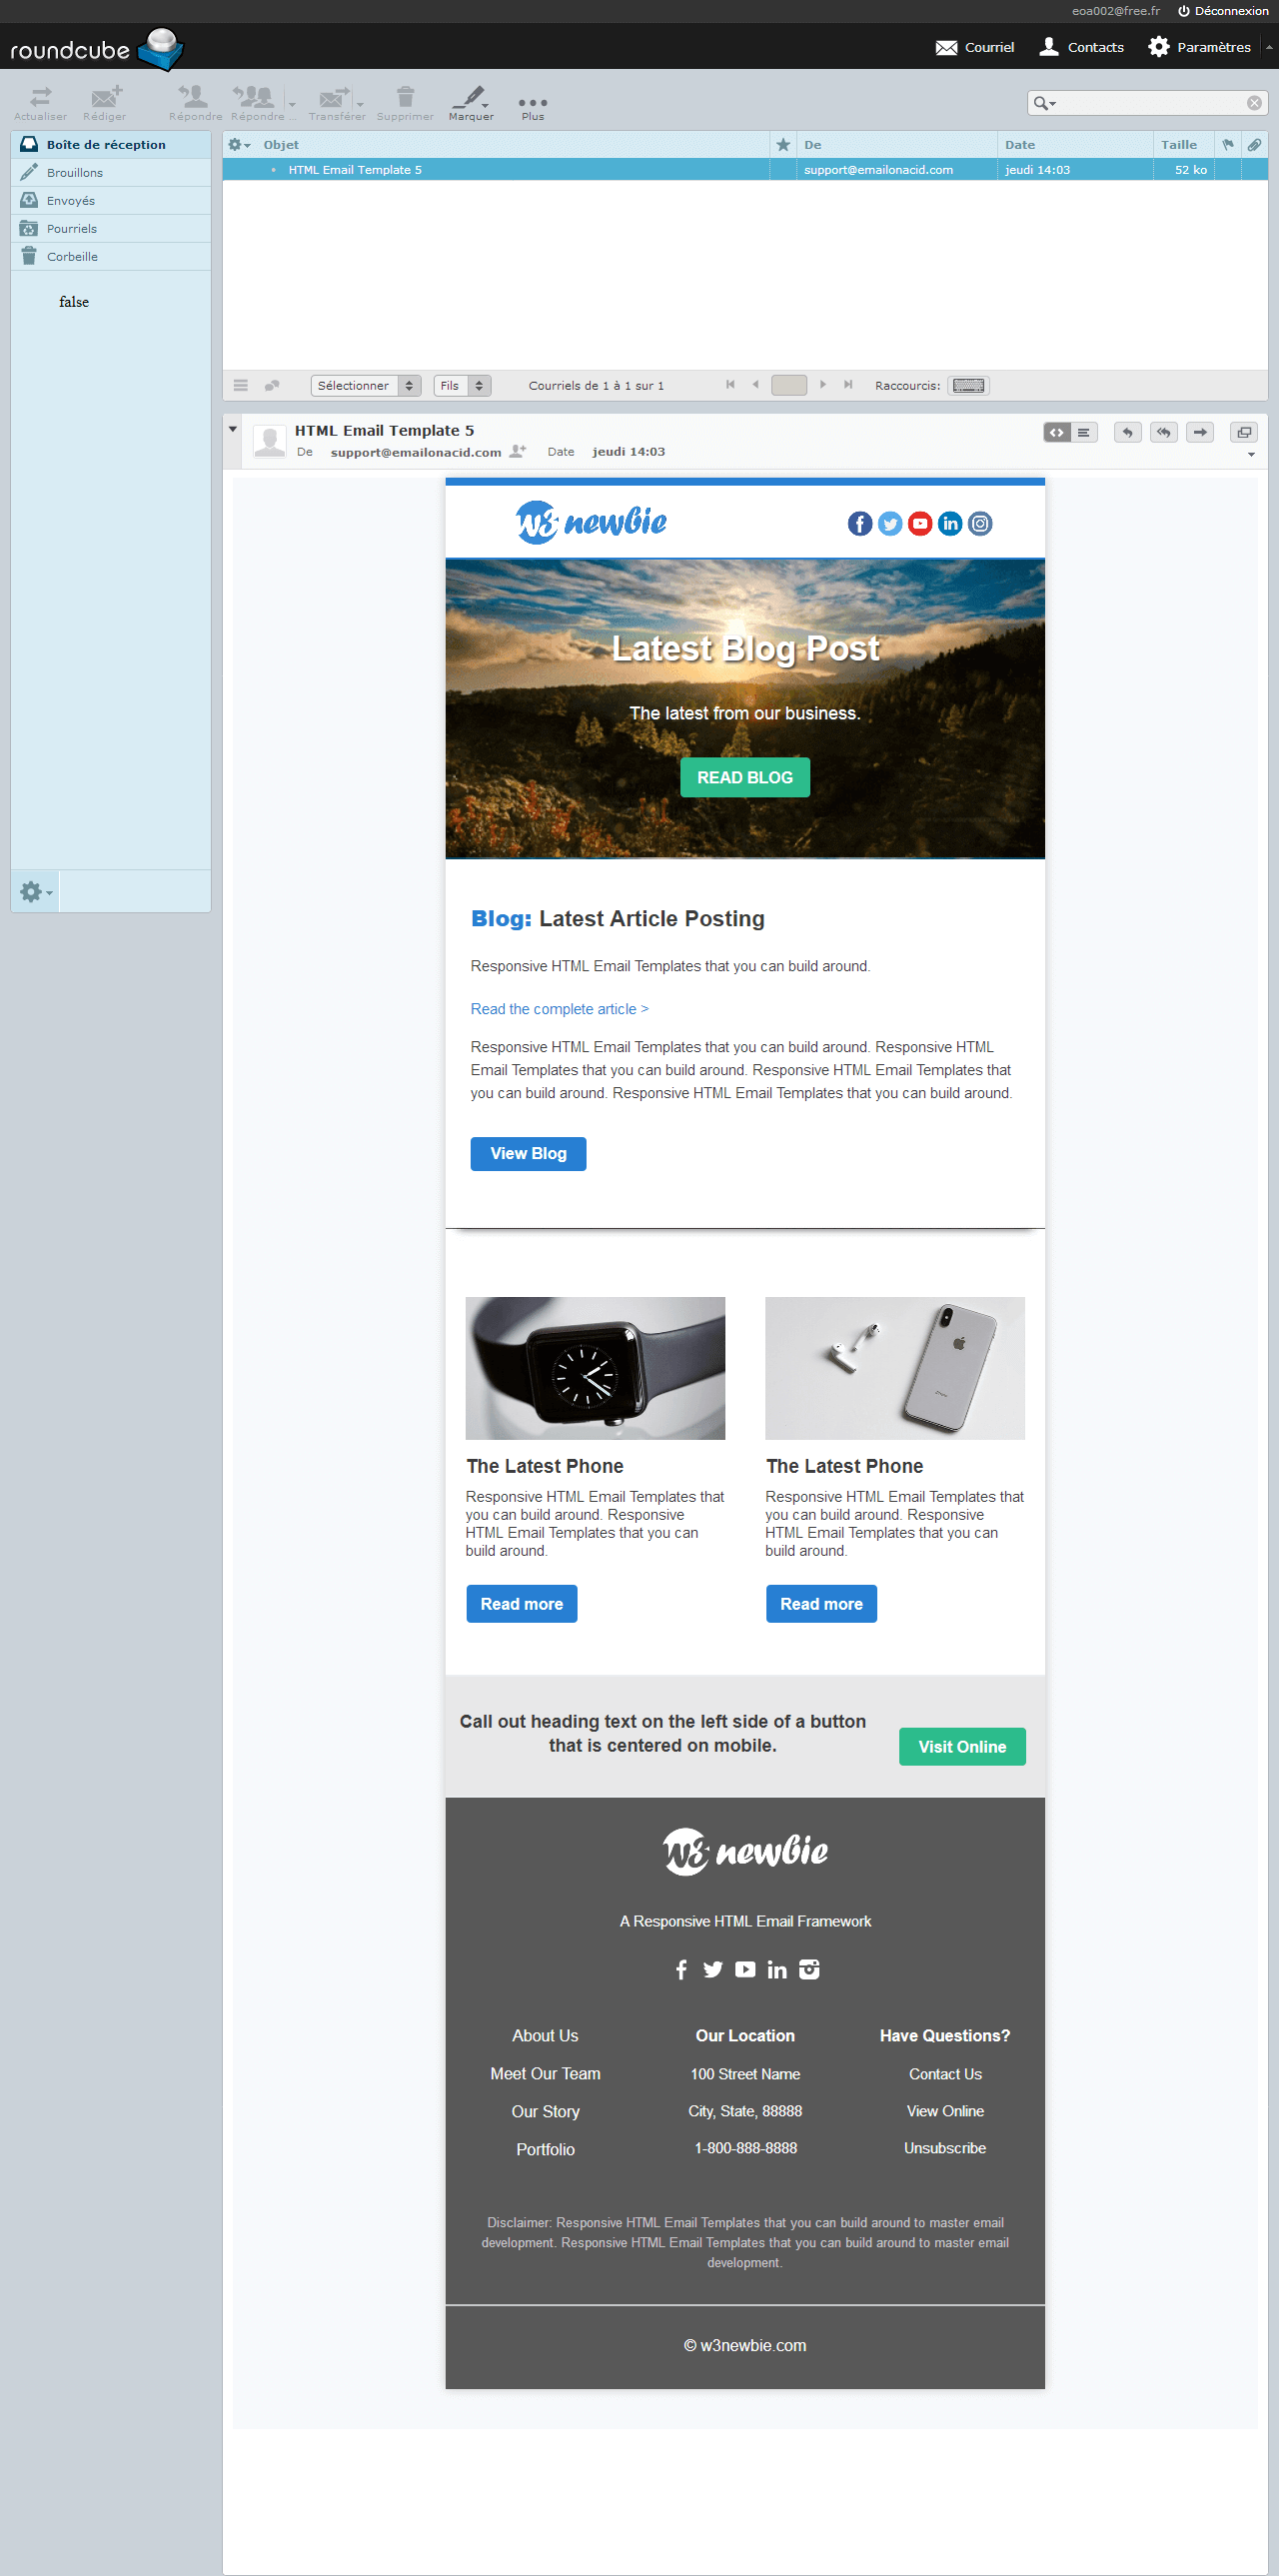 eoa002@free.fr Déconnexion
roundcube
Courriel Contacts Paramètres
Actualiser Rédiger Répondre Répondre ... Transférer Supprimer Marquer Plus
Boîte de réception
Brouillons
Envoyés
Pourriels
Corbeille
false
Objet De Date Taille
HTML Email Template 5 support@emailonacid.com jeudi 14:03 52 ko
Sélectionner Fils Courriels de 1 à 1 sur 1 Raccourcis:
HTML Email Template 5
De support@emailonacid.com Date jeudi 14:03
W3 newbie
Latest Blog Post
The latest from our business.
READ BLOG
Blog: Latest Article Posting
Responsive HTML Email Templates that you can build around.
Read the complete article >
Responsive HTML Email Templates that you can build around. Responsive HTML
Email Templates that you can build around. Responsive HTML Email Templates that
you can build around. Responsive HTML Email Templates that you can build around.
View Blog
The Latest Phone
Responsive HTML Email Templates that
you can build around. Responsive
HTML Email Templates that you can
build around.
Read more
The Latest Phone
Responsive HTML Email Templates that
you can build around. Responsive
HTML Email Templates that you can
build around.
Read more
Call out heading text on the left side of a button
that is centered on mobile.
Visit Online
W3 newbie
A Responsive HTML Email Framework
About Us
Meet Our Team
Our Story
Portfolio
Our Location
100 Street Name
City, State, 88888
1-800-888-8888
Have Questions?
Contact Us
View Online
Unsubscribe
Disclaimer: Responsive HTML Email Templates that you can build around to master email
development. Responsive HTML Email Templates that you can build around to master email
development.
© w3newbie.com